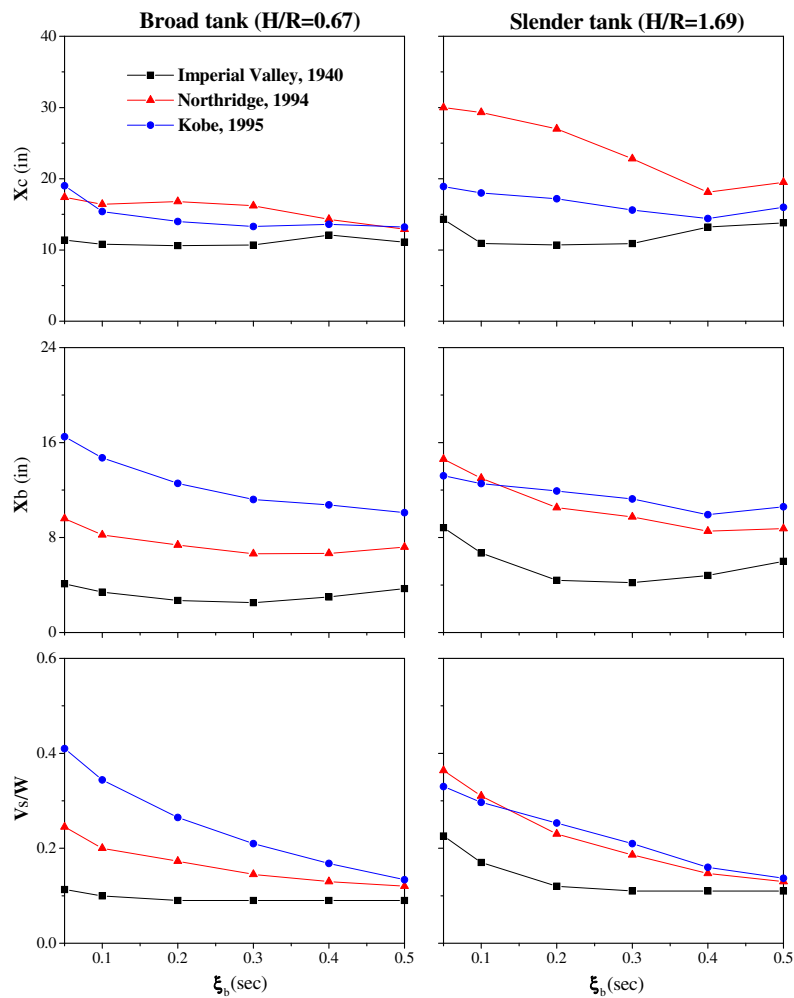 Broad tank (H/R=0.67)
Slender tank (H/R=1.69)
Imperial Valley, 1940
Northridge, 1994
Kobe, 1995
Xc (in)
40
30
20
10
0
Xb (in)
24
16
8
0
Vs/W
0.6
0.4
0.2
0.0
0.1 0.2 0.3 0.4 0.5
0.1 0.2 0.3 0.4 0.5
ξb (sec)
ξb (sec)